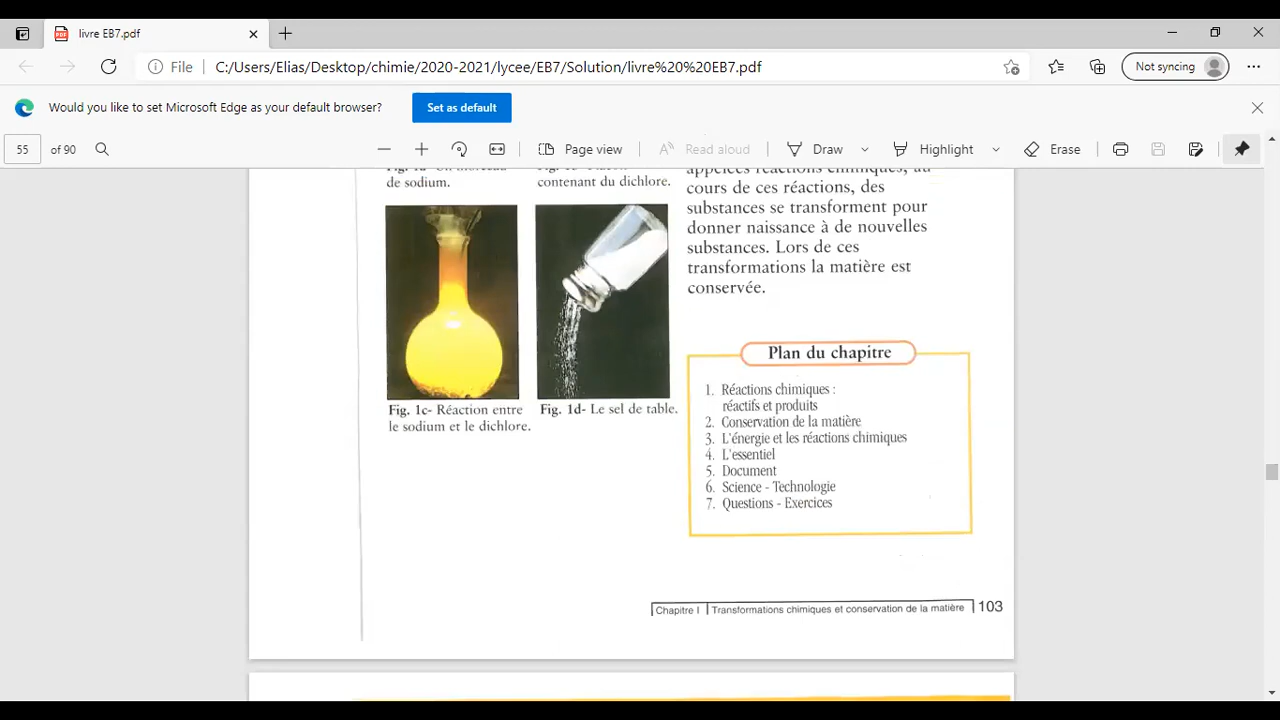 livre EB7.pdf
File C:/Users/Elias/Desktop/chimie/2020-2021/lycee/EB7/Solution/livre%20%20EB7.pdf Not syncing
Would you like to set Microsoft Edge as your default browser? Set as default
55 of 90 Page view Read aloud Draw Highlight Erase
de sodium.
contenant du dichlore.
appelées réactions chimiques, au
cours de ces réactions, des
substances se transforment pour
donner naissance à de nouvelles
substances. Lors de ces
transformations la matière est
conservée.
Fig. 1c- Réaction entre
le sodium et le dichlore.
Fig. 1d- Le sel de table.
Plan du chapitre
1. Réactions chimiques :
réactifs et produits
2. Conservation de la matière
3. L'énergie et les réactions chimiques
4. L'essentiel
5. Document
6. Science - Technologie
7. Questions - Exercices
Chapitre I Transformations chimiques et conservation de la matière 103